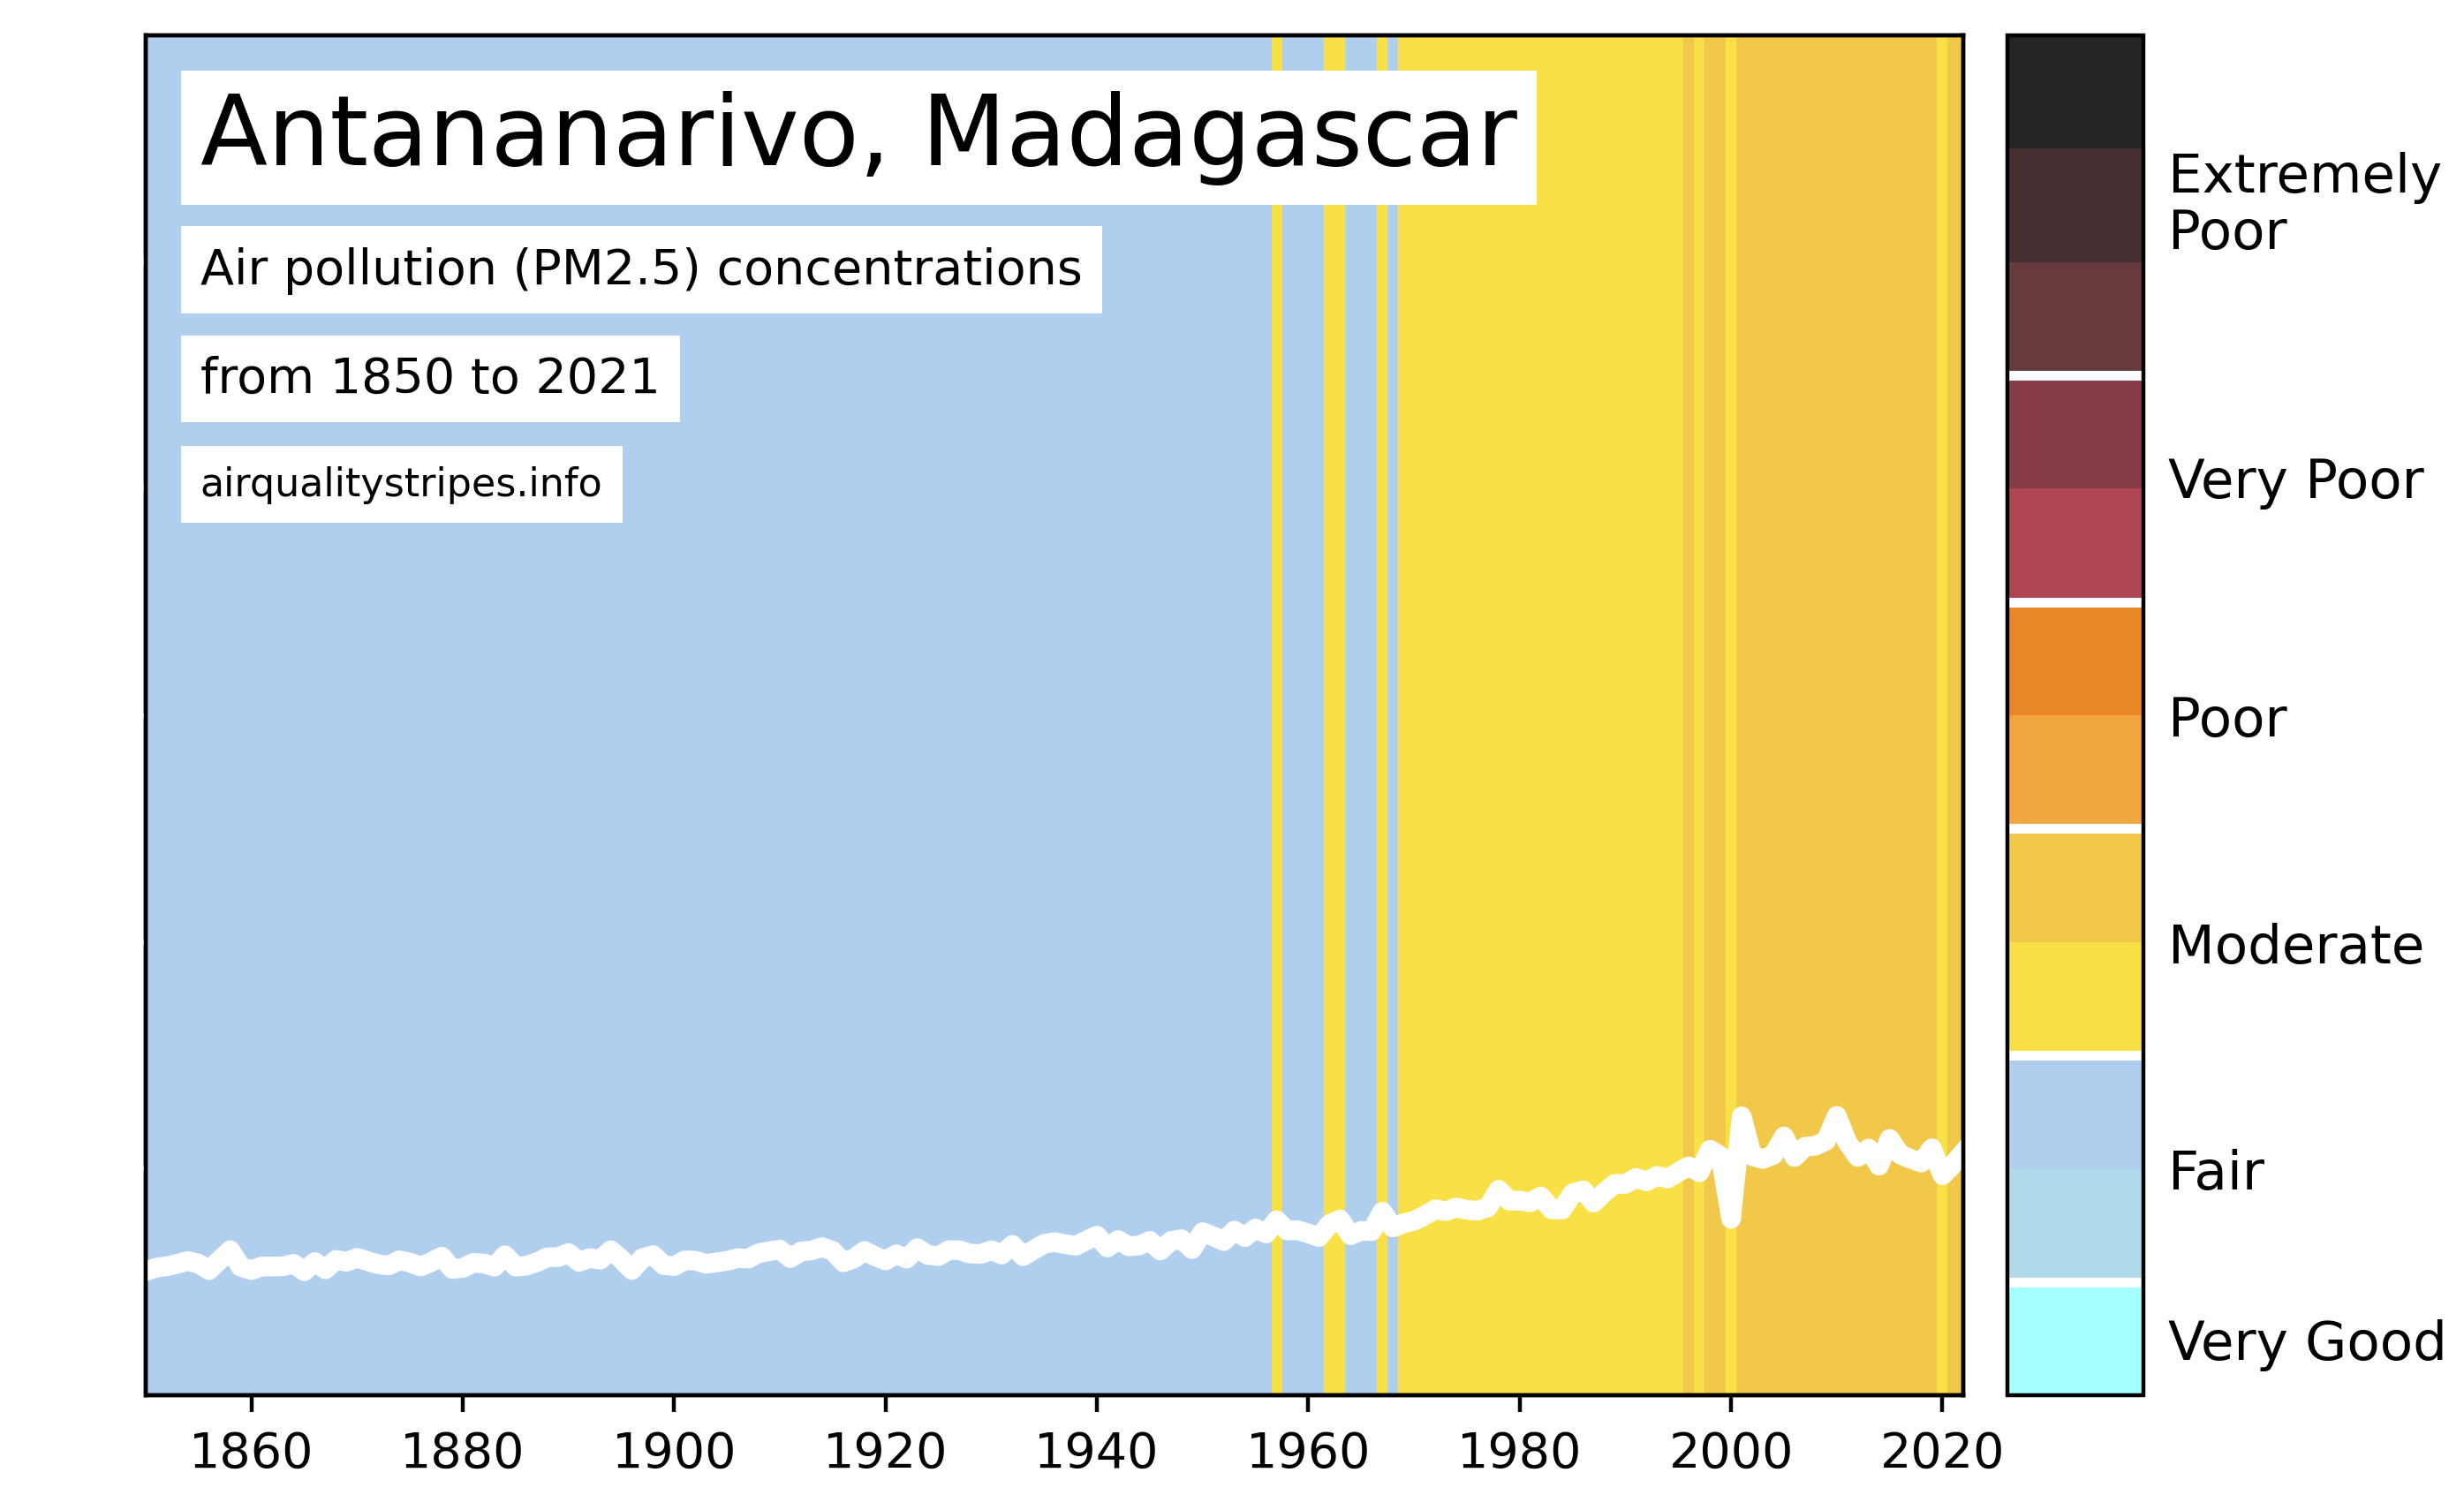 Antananarivo, Madagascar
Air pollution (PM2.5) concentrations
from 1850 to 2021
airqualitystripes.info
Extremely
Poor
Very Poor
Poor
Moderate
Fair
Very Good
1860 1880 1900 1920 1940 1960 1980 2000 2020